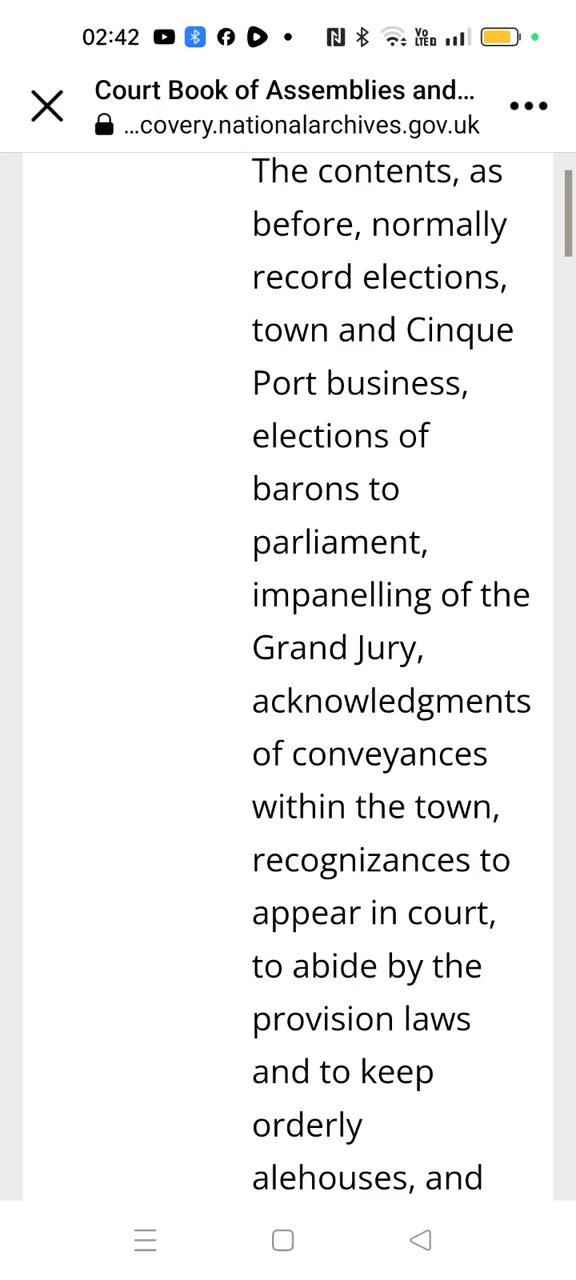 02:42
VoLTED
Court Book of Assemblies and...
...covery.nationalarchives.gov.uk
The contents, as
before, normally
record elections,
town and Cinque
Port business,
elections of
barons to
parliament,
impanelling of the
Grand Jury,
acknowledgments
of conveyances
within the town,
recognizances to
appear in court,
to abide by the
provision laws
and to keep
orderly
alehouses, and